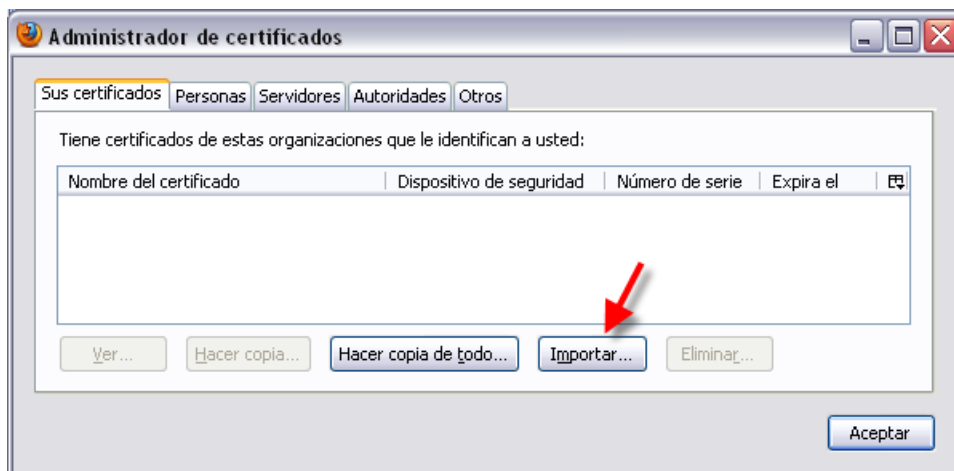 Administrador de certificados
Sus certificados Personas Servidores Autoridades Otros
Tiene certificados de estas organizaciones que le identifican a usted:
Nombre del certificado Dispositivo de seguridad Número de serie Expira el
Ver... Hacer copia... Hacer copia de todo... Importar... Eliminar...
Aceptar